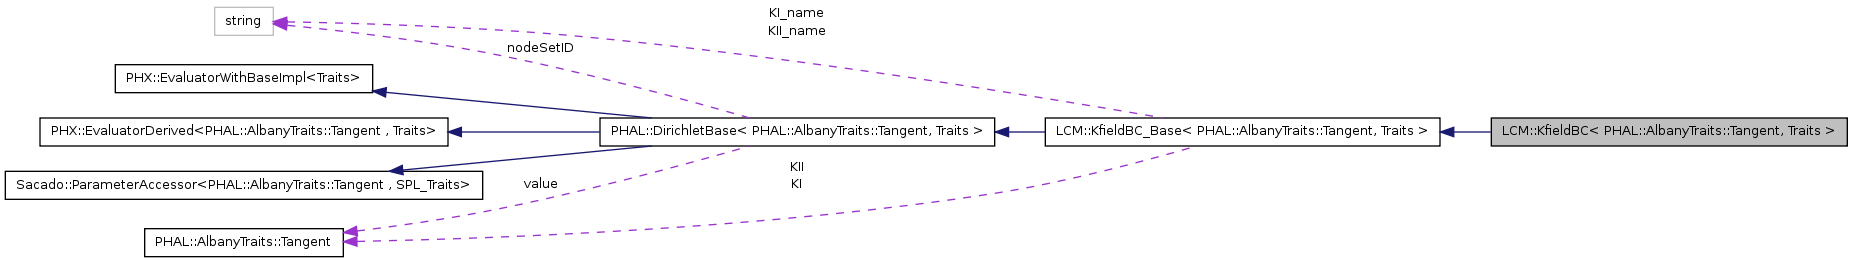 string
KI_name
KII_name
nodeSetID
PHX::EvaluatorWithBaseImpl<Traits>
PHX::EvaluatorDerived<PHAL::AlbanyTraits::Tangent , Traits>
PHAL::DirichletBase< PHAL::AlbanyTraits::Tangent, Traits >
LCM::KfieldBC_Base< PHAL::AlbanyTraits::Tangent, Traits >
LCM::KfieldBC< PHAL::AlbanyTraits::Tangent, Traits >
Sacado::ParameterAccessor<PHAL::AlbanyTraits::Tangent , SPL_Traits>
value
KII
KI
PHAL::AlbanyTraits::Tangent